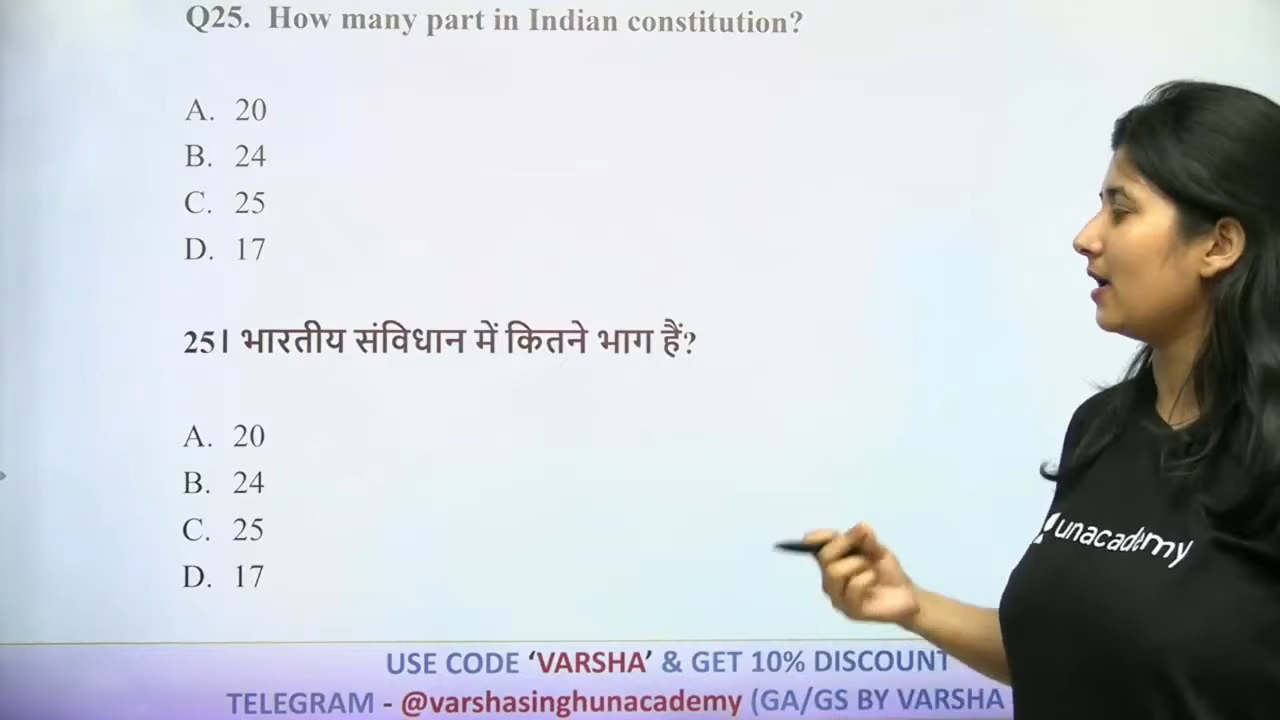 Q25. How many part in Indian constitution?
A. 20
B. 24
C. 25
D. 17
25। भारतीय संविधान में कितने भाग हैं?
A. 20
B. 24
C. 25
D. 17
unacademy
USE CODE ‘VARSHA’ & GET 10% DISCOUNT
TELEGRAM - @varshasinghunacademy (GA/GS BY VARSHA